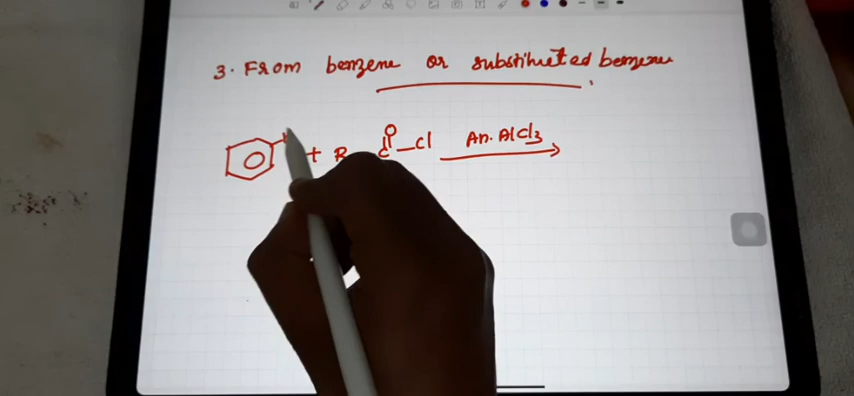 3. From benzene or substituted benzene
+ R C O Cl An. AlCl3